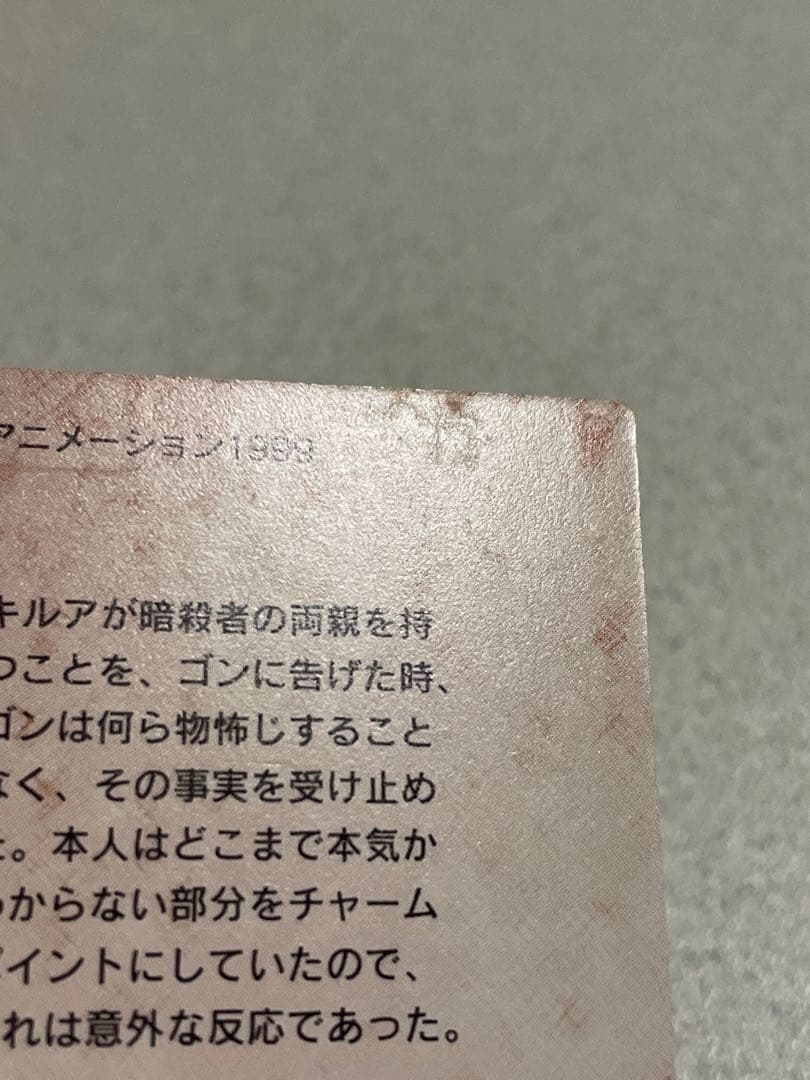 アニメーション1999
キルアが暗殺者の両親を持
つことを、ゴンに告げた時、
ゴンは何ら物怖じすること
なく、その事実を受け止め
た。本人はどこまで本気か
わからない部分をチャーム
ポイントにしていたので、
これは意外な反応であった。